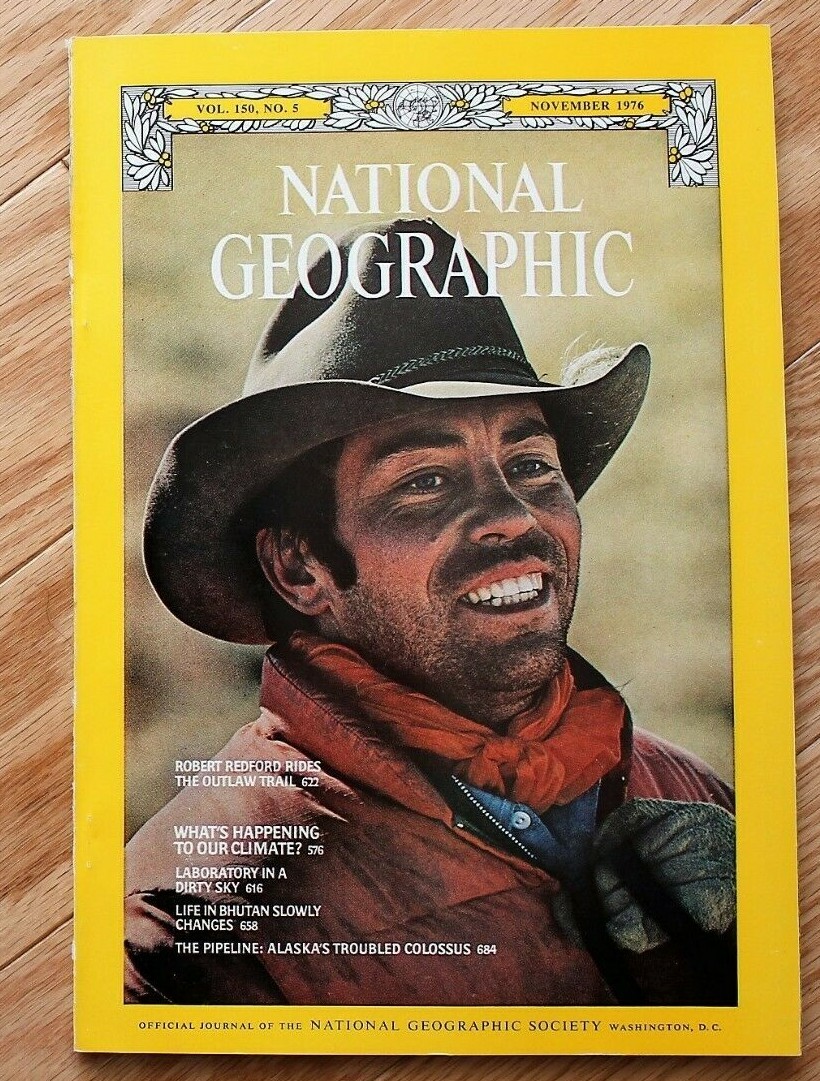 VOL. 150, NO. 5
NOVEMBER 1976
NATIONAL
GEOGRAPHIC
ROBERT REDFORD RIDES
THE OUTLAW TRAIL 622
WHAT'S HAPPENING
TO OUR CLIMATE? 576
LABORATORY IN A
DIRTY SKY 616
LIFE IN BHUTAN SLOWLY
CHANGES 658
THE PIPELINE: ALASKA'S TROUBLED COLOSSUS 684
OFFICIAL JOURNAL OF THE NATIONAL GEOGRAPHIC SOCIETY WASHINGTON, D.C.